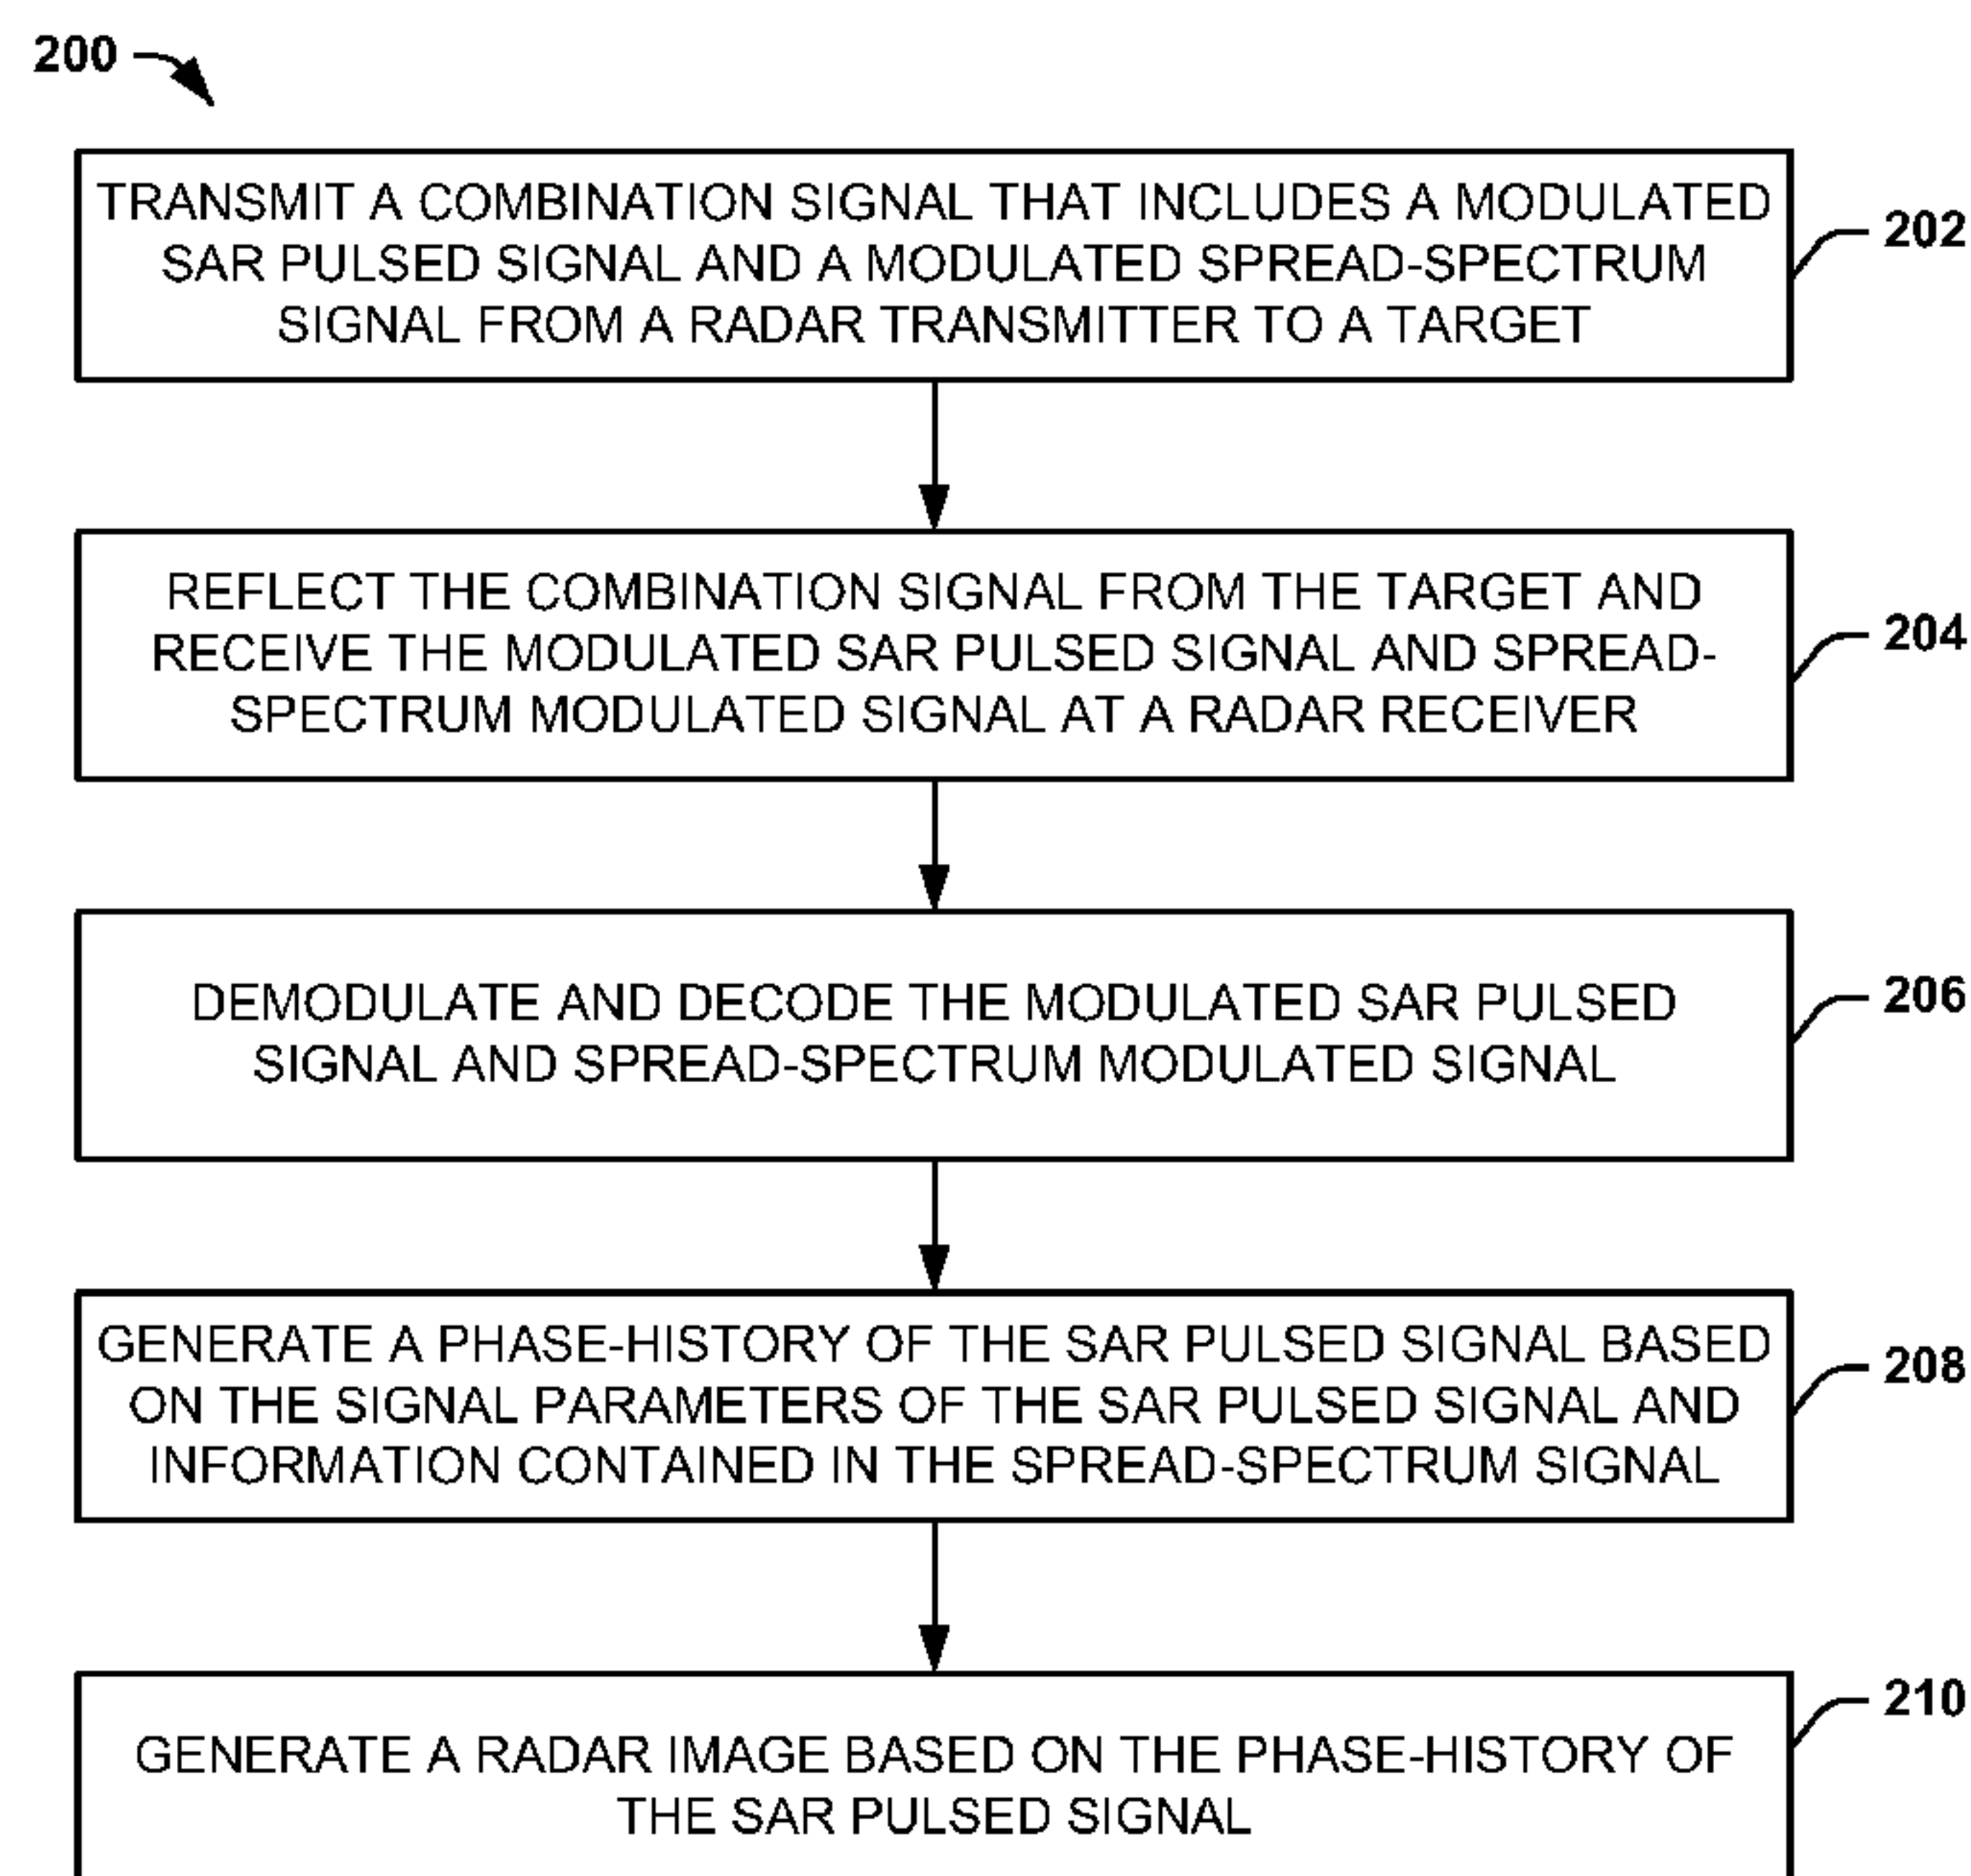 200
TRANSMIT A COMBINATION SIGNAL THAT INCLUDES A MODULATED
SAR PULSED SIGNAL AND A MODULATED SPREAD-SPECTRUM
SIGNAL FROM A RADAR TRANSMITTER TO A TARGET
202
REFLECT THE COMBINATION SIGNAL FROM THE TARGET AND
RECEIVE THE MODULATED SAR PULSED SIGNAL AND SPREAD-
SPECTRUM MODULATED SIGNAL AT A RADAR RECEIVER
204
DEMODULATE AND DECODE THE MODULATED SAR PULSED
SIGNAL AND SPREAD-SPECTRUM MODULATED SIGNAL
206
GENERATE A PHASE-HISTORY OF THE SAR PULSED SIGNAL BASED
ON THE SIGNAL PARAMETERS OF THE SAR PULSED SIGNAL AND
INFORMATION CONTAINED IN THE SPREAD-SPECTRUM SIGNAL
208
GENERATE A RADAR IMAGE BASED ON THE PHASE-HISTORY OF
THE SAR PULSED SIGNAL
210